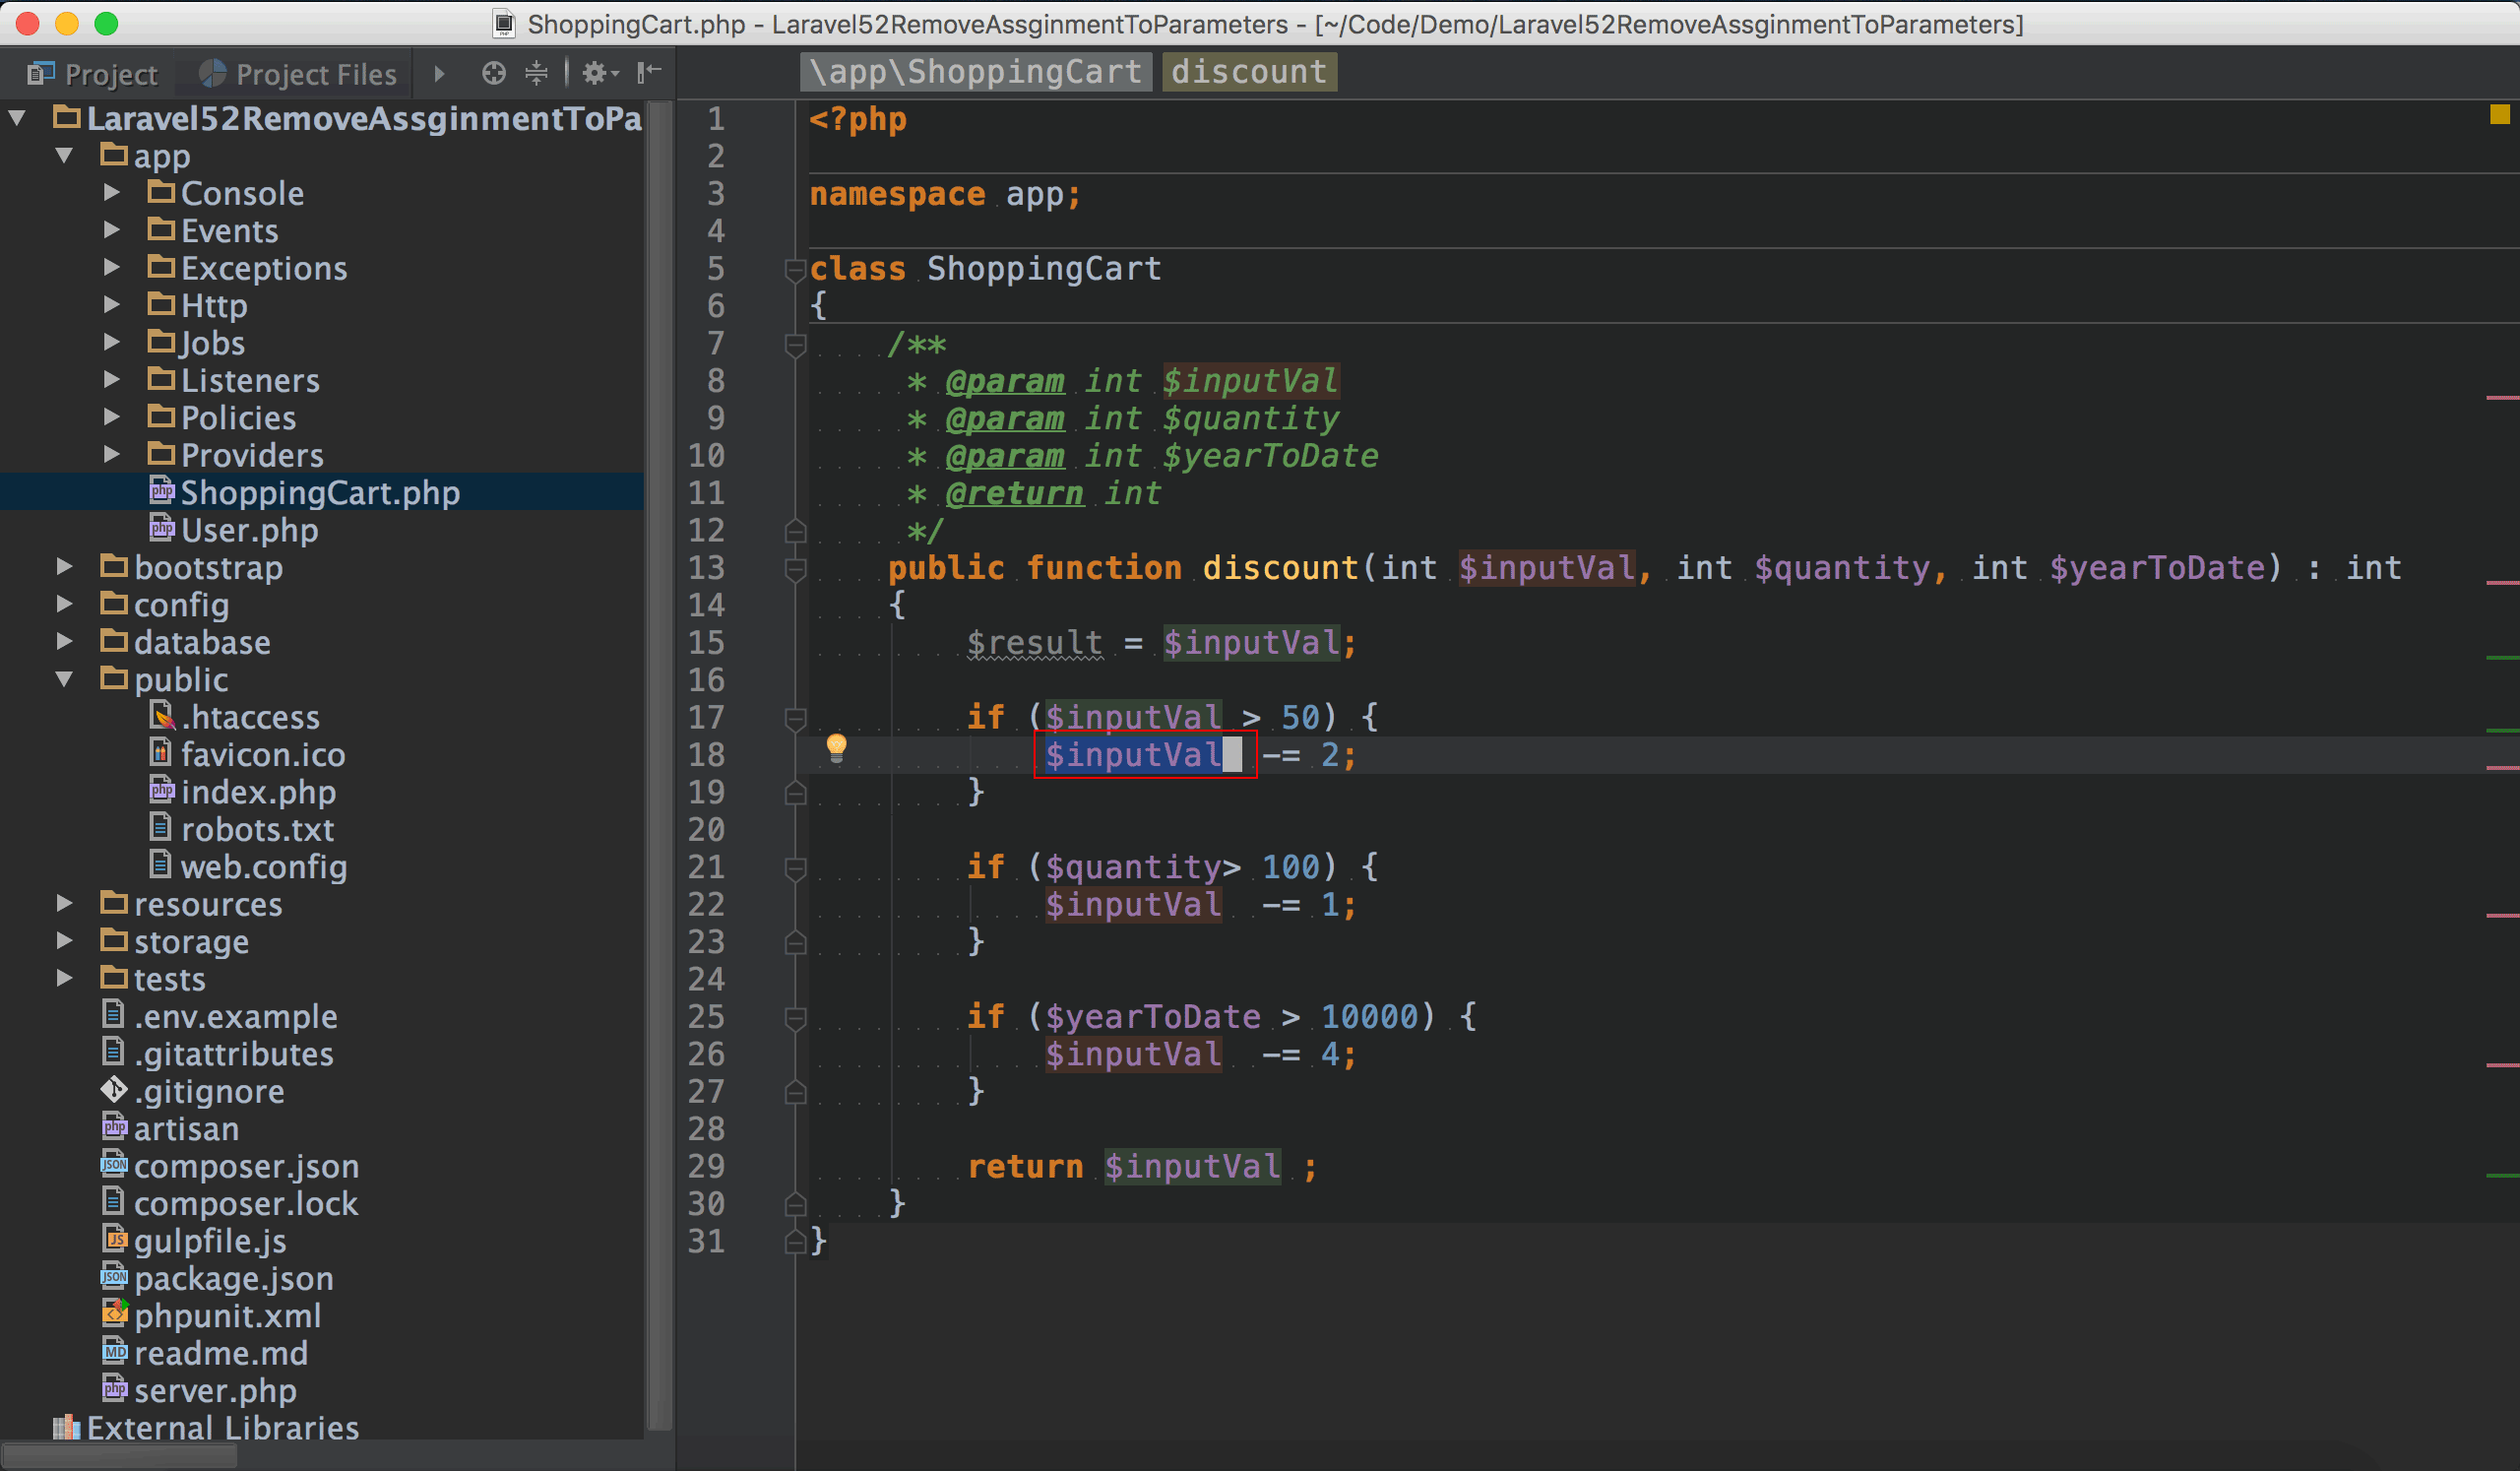 ShoppingCart.php - Laravel52RemoveAssginmentToParameters - [~/Code/Demo/Laravel52RemoveAssginmentToParameters]
Project
Project Files
\app\ShoppingCart
discount
Laravel52RemoveAssginmentToPa
app
Console
Events
Exceptions
Http
Jobs
Listeners
Policies
Providers
ShoppingCart.php
User.php
bootstrap
config
database
public
.htaccess
favicon.ico
index.php
robots.txt
web.config
resources
storage
tests
.env.example
.gitattributes
.gitignore
artisan
composer.json
composer.lock
gulpfile.js
package.json
phpunit.xml
readme.md
server.php
External Libraries
1 <?php
2
3 namespace app;
4
5 class ShoppingCart
6 {
7 /**
8 * @param int $inputVal
9 * @param int $quantity
10 * @param int $yearToDate
11 * @return int
12 */
13 public function discount(int $inputVal, int $quantity, int $yearToDate) : int
14 {
15 $result = $inputVal;
16
17 if ($inputVal > 50) {
18 $inputVal -= 2;
19 }
20
21 if ($quantity> 100) {
22 $inputVal -= 1;
23 }
24
25 if ($yearToDate > 10000) {
26 $inputVal -= 4;
27 }
28
29 return $inputVal ;
30 }
31 }